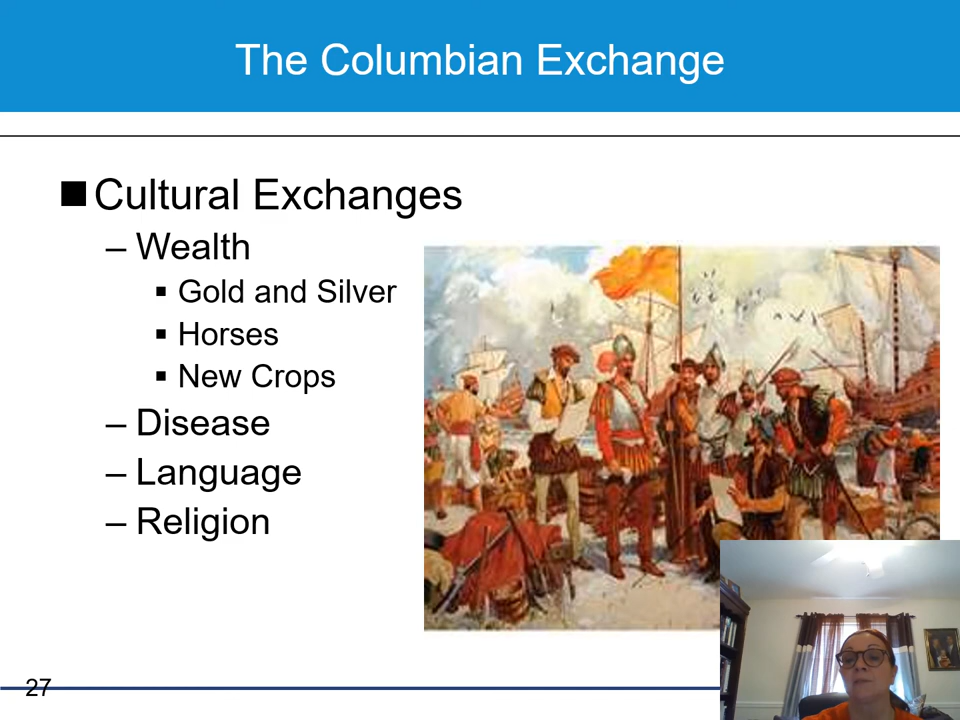 The Columbian Exchange
■ Cultural Exchanges
– Wealth
▪ Gold and Silver
▪ Horses
▪ New Crops
– Disease
– Language
– Religion
27